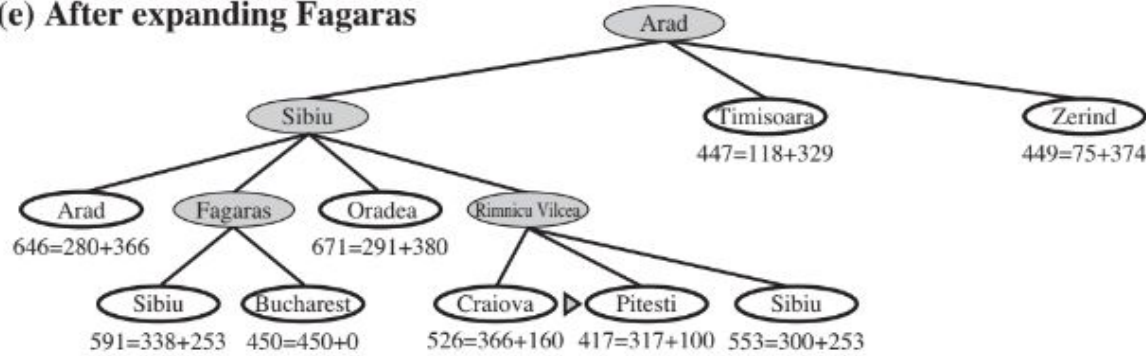 (e) After expanding Fagaras
Arad
Sibiu
Timisoara
Zerind
447=118+329
449=75+374
Arad
Fagaras
Oradea
Rimnicu Vilcea
646=280+366
671=291+380
Sibiu
Bucharest
Craiova
Pitesti
Sibiu
591=338+253
450=450+0
526=366+160
417=317+100
553=300+253